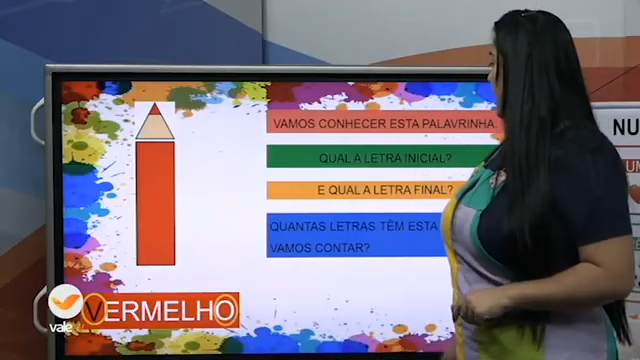 VAMOS CONHECER ESTA PALAVRINHA.
QUAL A LETRA INICIAL?
E QUAL A LETRA FINAL?
QUANTAS LETRAS TÊM ESTA
VAMOS CONTAR?
VERMELHO
vale
NU